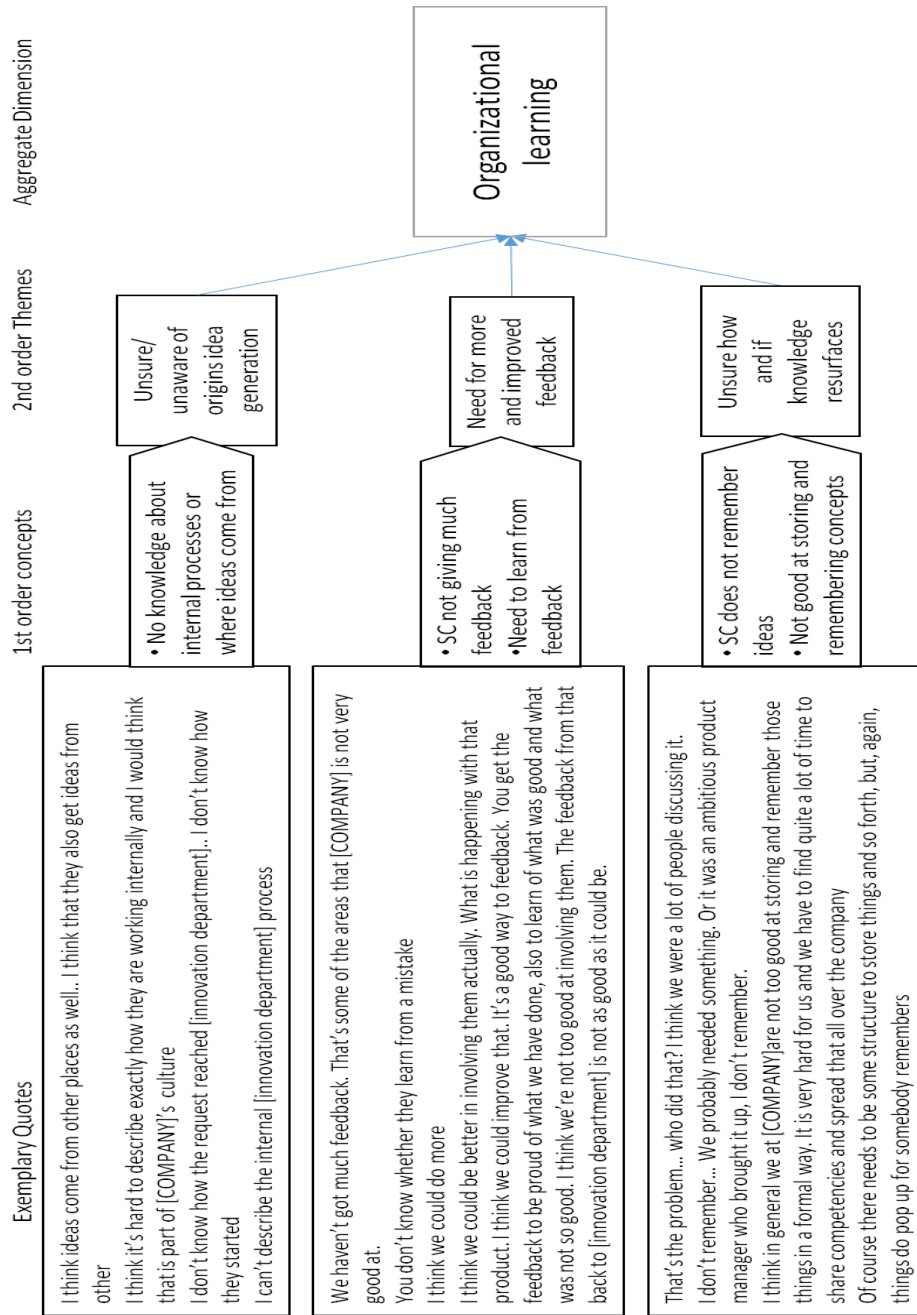 Exemplary Quotes
1st order concepts
2nd order Themes
Aggregate Dimension
I think ideas come from other places as well.. I think that they also get ideas from
other
I think it's hard to describe exactly how they are working internally and I would think
that is part of [COMPANY]'s culture
I don't know how the request reached [innovation department].. I don't know how
they started
I can't describe the internal [innovation department] process
• No knowledge about
internal processes or
where ideas come from
Unsure/
unaware of
origins idea
generation
We haven't got much feedback. That's some of the areas that [COMPANY] is not very
good at.
You don't know whether they learn from a mistake
I think we could do more
I think we could be better in involving them actually. What is happening with that
product. I think we could improve that. It's a good way to feedback. You get the
feedback to be proud of what we have done, also to learn of what was good and what
was not so good. I think we're not too good at involving them. The feedback from that
back to [innovation department] is not as good as it could be.
• SC not giving much
feedback
•Need to learn from
feedback
Need for more
and improved
feedback
Organizational
learning
That's the problem... who did that? I think we were a lot of people discussing it.
I don't remember... We probably needed something. Or it was an ambitious product
manager who brought it up, I don't remember.
I think in general we at [COMPANY]are not too good at storing and remember those
things in a formal way. It is very hard for us and we have to find quite a lot of time to
share competencies and spread that all over the company
Of course there needs to be some structure to store things and so forth, but, again,
things do pop up for somebody remembers
• SC does not remember
ideas
• Not good at storing and
remembering concepts
Unsure how
and if
knowledge
resurfaces